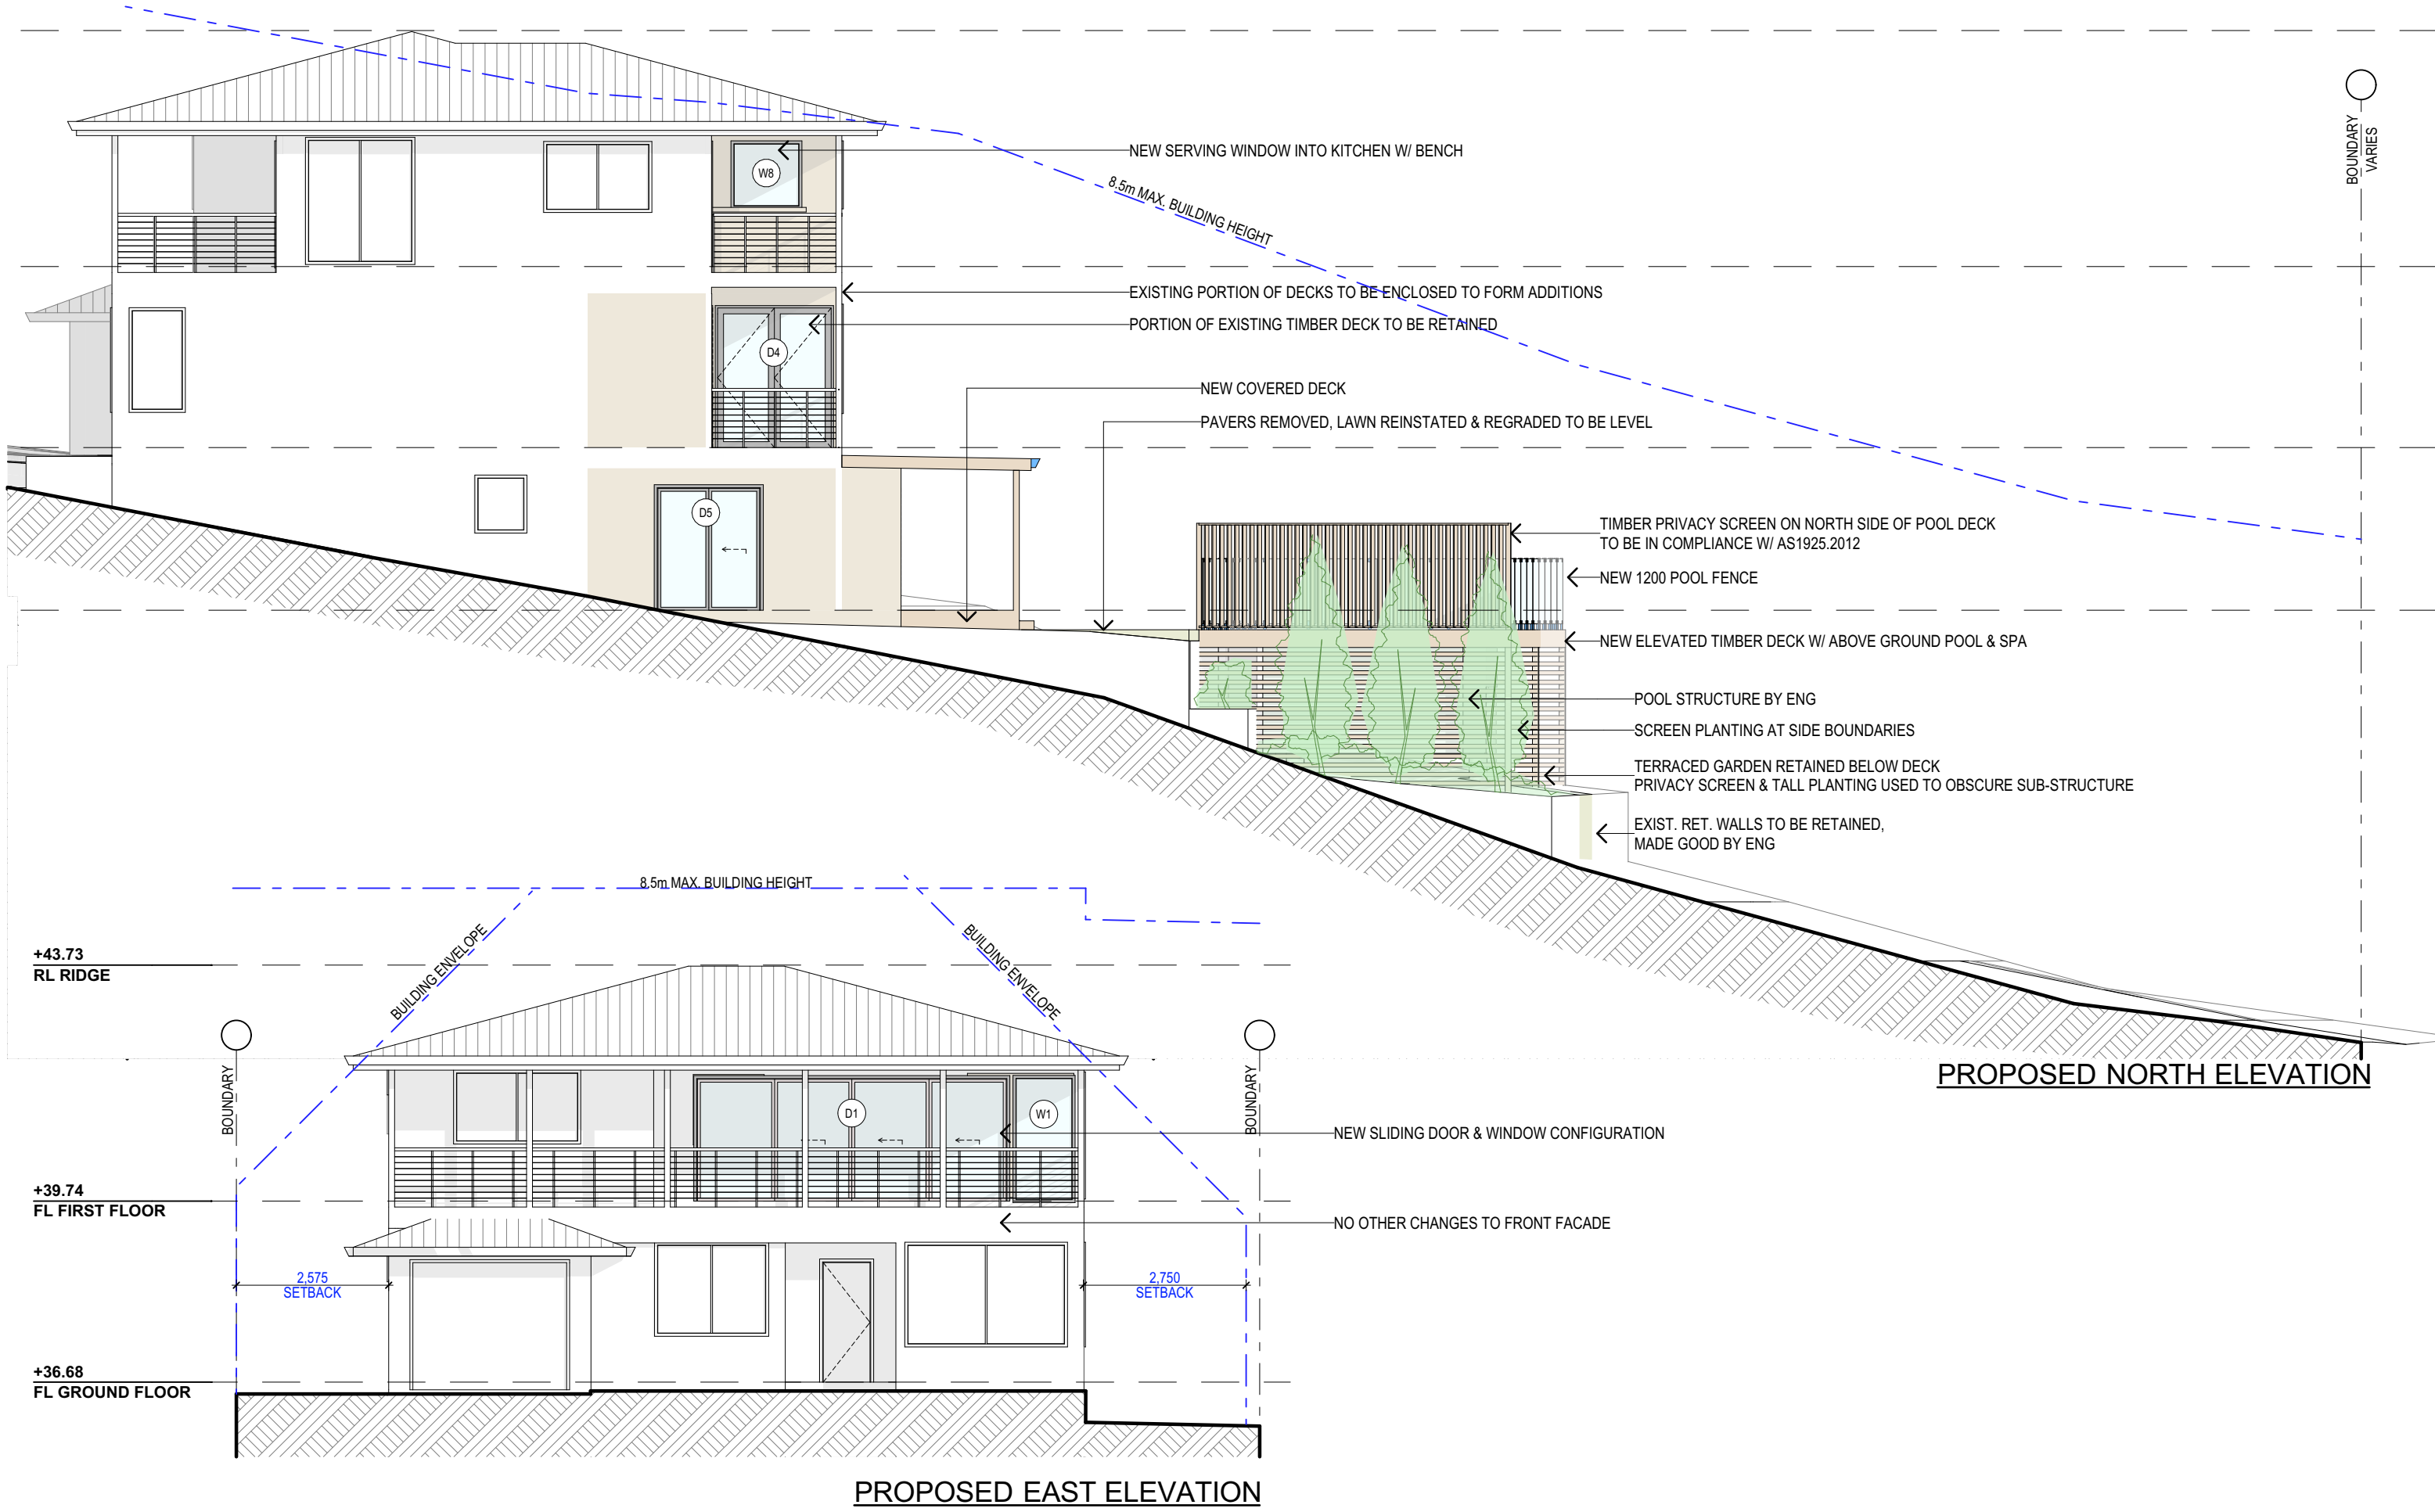 BOUNDARY
VARIES
NEW SERVING WINDOW INTO KITCHEN W/ BENCH
W8
8.5m MAX. BUILDING HEIGHT
EXISTING PORTION OF DECKS TO BE ENCLOSED TO FORM ADDITIONS
PORTION OF EXISTING TIMBER DECK TO BE RETAINED
D4
NEW COVERED DECK
PAVERS REMOVED, LAWN REINSTATED & REGRADED TO BE LEVEL
D5
TIMBER PRIVACY SCREEN ON NORTH SIDE OF POOL DECK
TO BE IN COMPLIANCE W/ AS1925.2012
NEW 1200 POOL FENCE
NEW ELEVATED TIMBER DECK W/ ABOVE GROUND POOL & SPA
POOL STRUCTURE BY ENG
SCREEN PLANTING AT SIDE BOUNDARIES
TERRACED GARDEN RETAINED BELOW DECK
PRIVACY SCREEN & TALL PLANTING USED TO OBSCURE SUB-STRUCTURE
EXIST. RET. WALLS TO BE RETAINED,
MADE GOOD BY ENG
PROPOSED NORTH ELEVATION
8.5m MAX. BUILDING HEIGHT
BUILDING ENVELOPE
BUILDING ENVELOPE
+43.73
RL RIDGE
BOUNDARY
BOUNDARY
D1
W1
NEW SLIDING DOOR & WINDOW CONFIGURATION
+39.74
FL FIRST FLOOR
NO OTHER CHANGES TO FRONT FACADE
2,575
SETBACK
2,750
SETBACK
+36.68
FL GROUND FLOOR
PROPOSED EAST ELEVATION